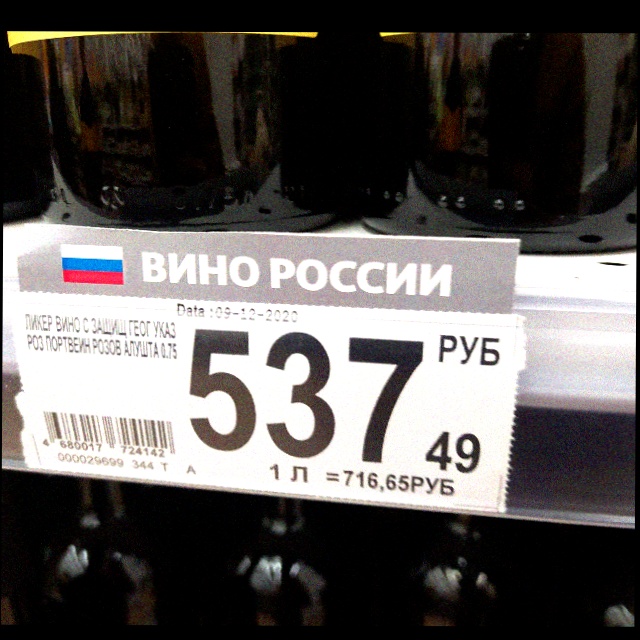 ВИНО РОССИИ
Data :09-12-2020
ЛИКЕР ВИНО С ЗАЩИЩ ГЕОГ УКАЗ
РОЗ ПОРТВЕЙН РОЗОВ АЛУШТА 0.75
537 РУБ
49
4 680017 724142
000029699 344 Т А
1 Л =716,65РУБ